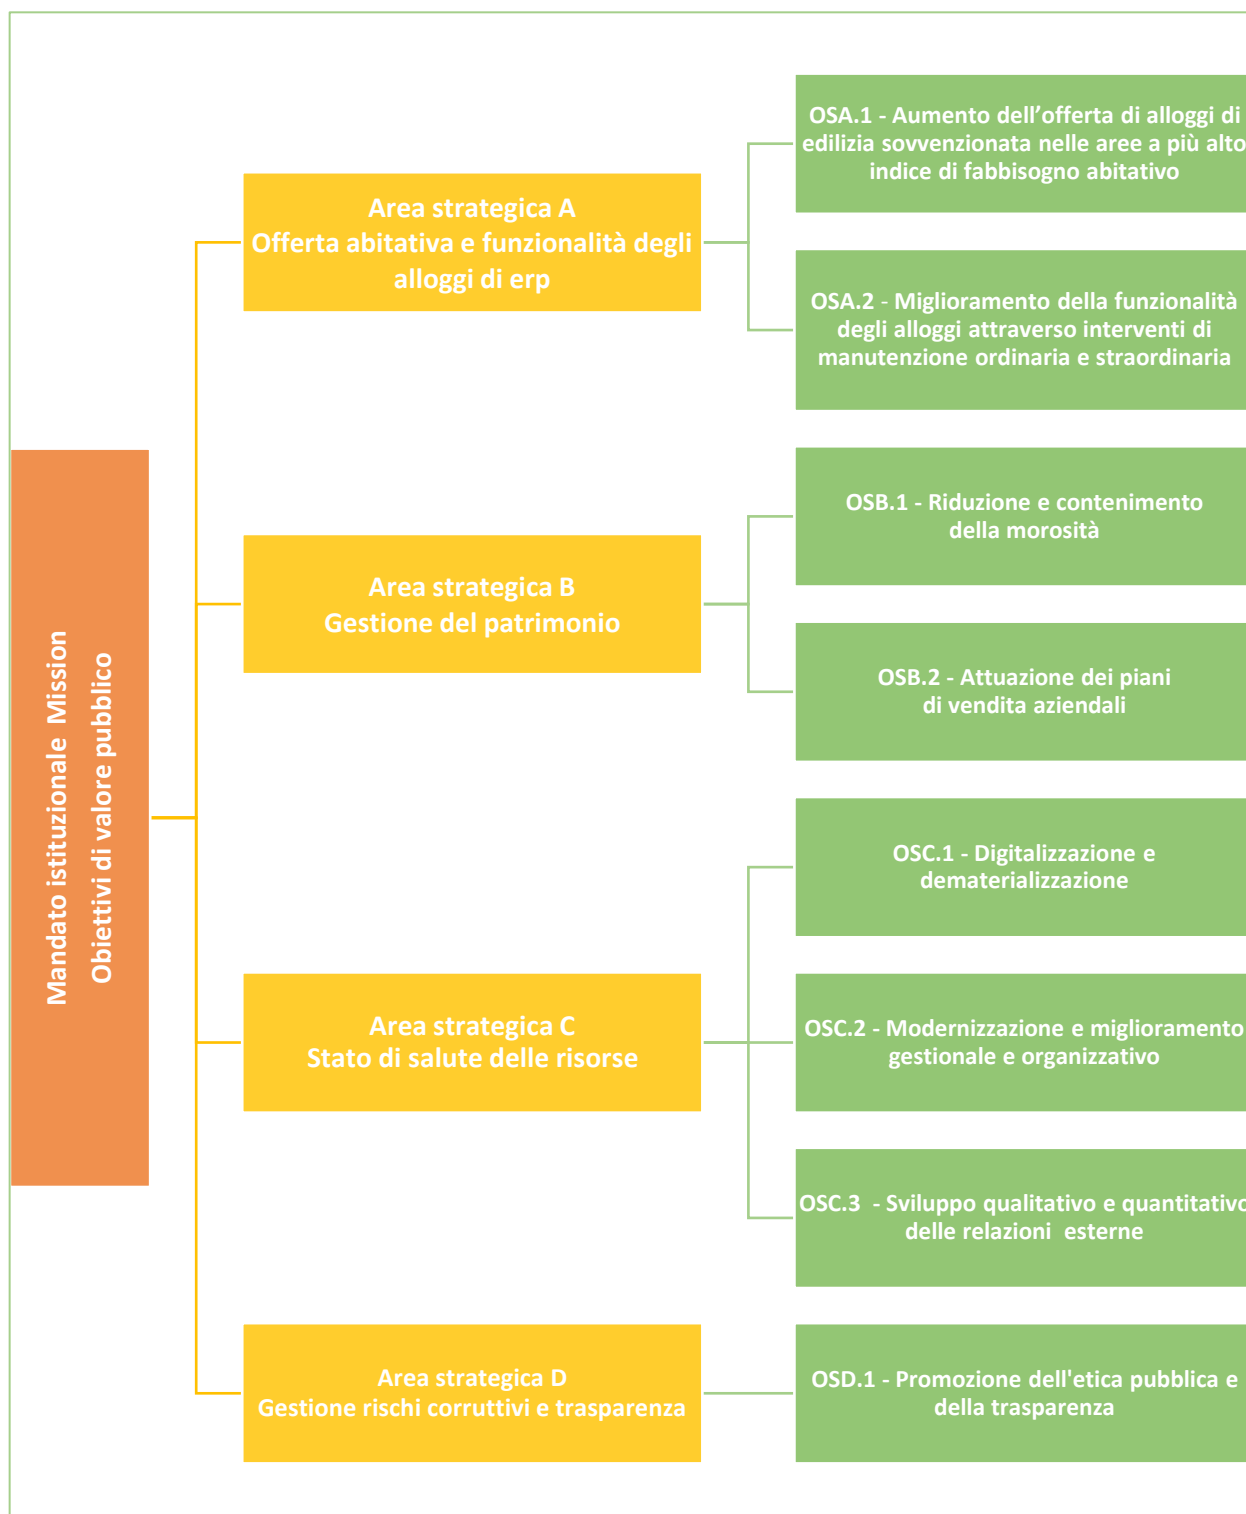 Mandato istituzionale  Mission
Obiettivi di valore pubblico
Area strategica A
Offerta abitativa e funzionalità degli
alloggi di erp
OSA.1 - Aumento dell’offerta di alloggi di
edilizia sovvenzionata nelle aree a più alto
indice di fabbisogno abitativo
OSA.2 - Miglioramento della funzionalità
degli alloggi attraverso interventi di
manutenzione ordinaria e straordinaria
Area strategica B
Gestione del patrimonio
OSB.1 - Riduzione e contenimento
della morosità
OSB.2 - Attuazione dei piani
di vendita aziendali
Area strategica C
Stato di salute delle risorse
OSC.1 - Digitalizzazione e
dematerializzazione
OSC.2 - Modernizzazione e miglioramento
gestionale e organizzativo
OSC.3  - Sviluppo qualitativo e quantitativo
delle relazioni  esterne
Area strategica D
Gestione rischi corruttivi e trasparenza
OSD.1 - Promozione dell'etica pubblica e
della trasparenza